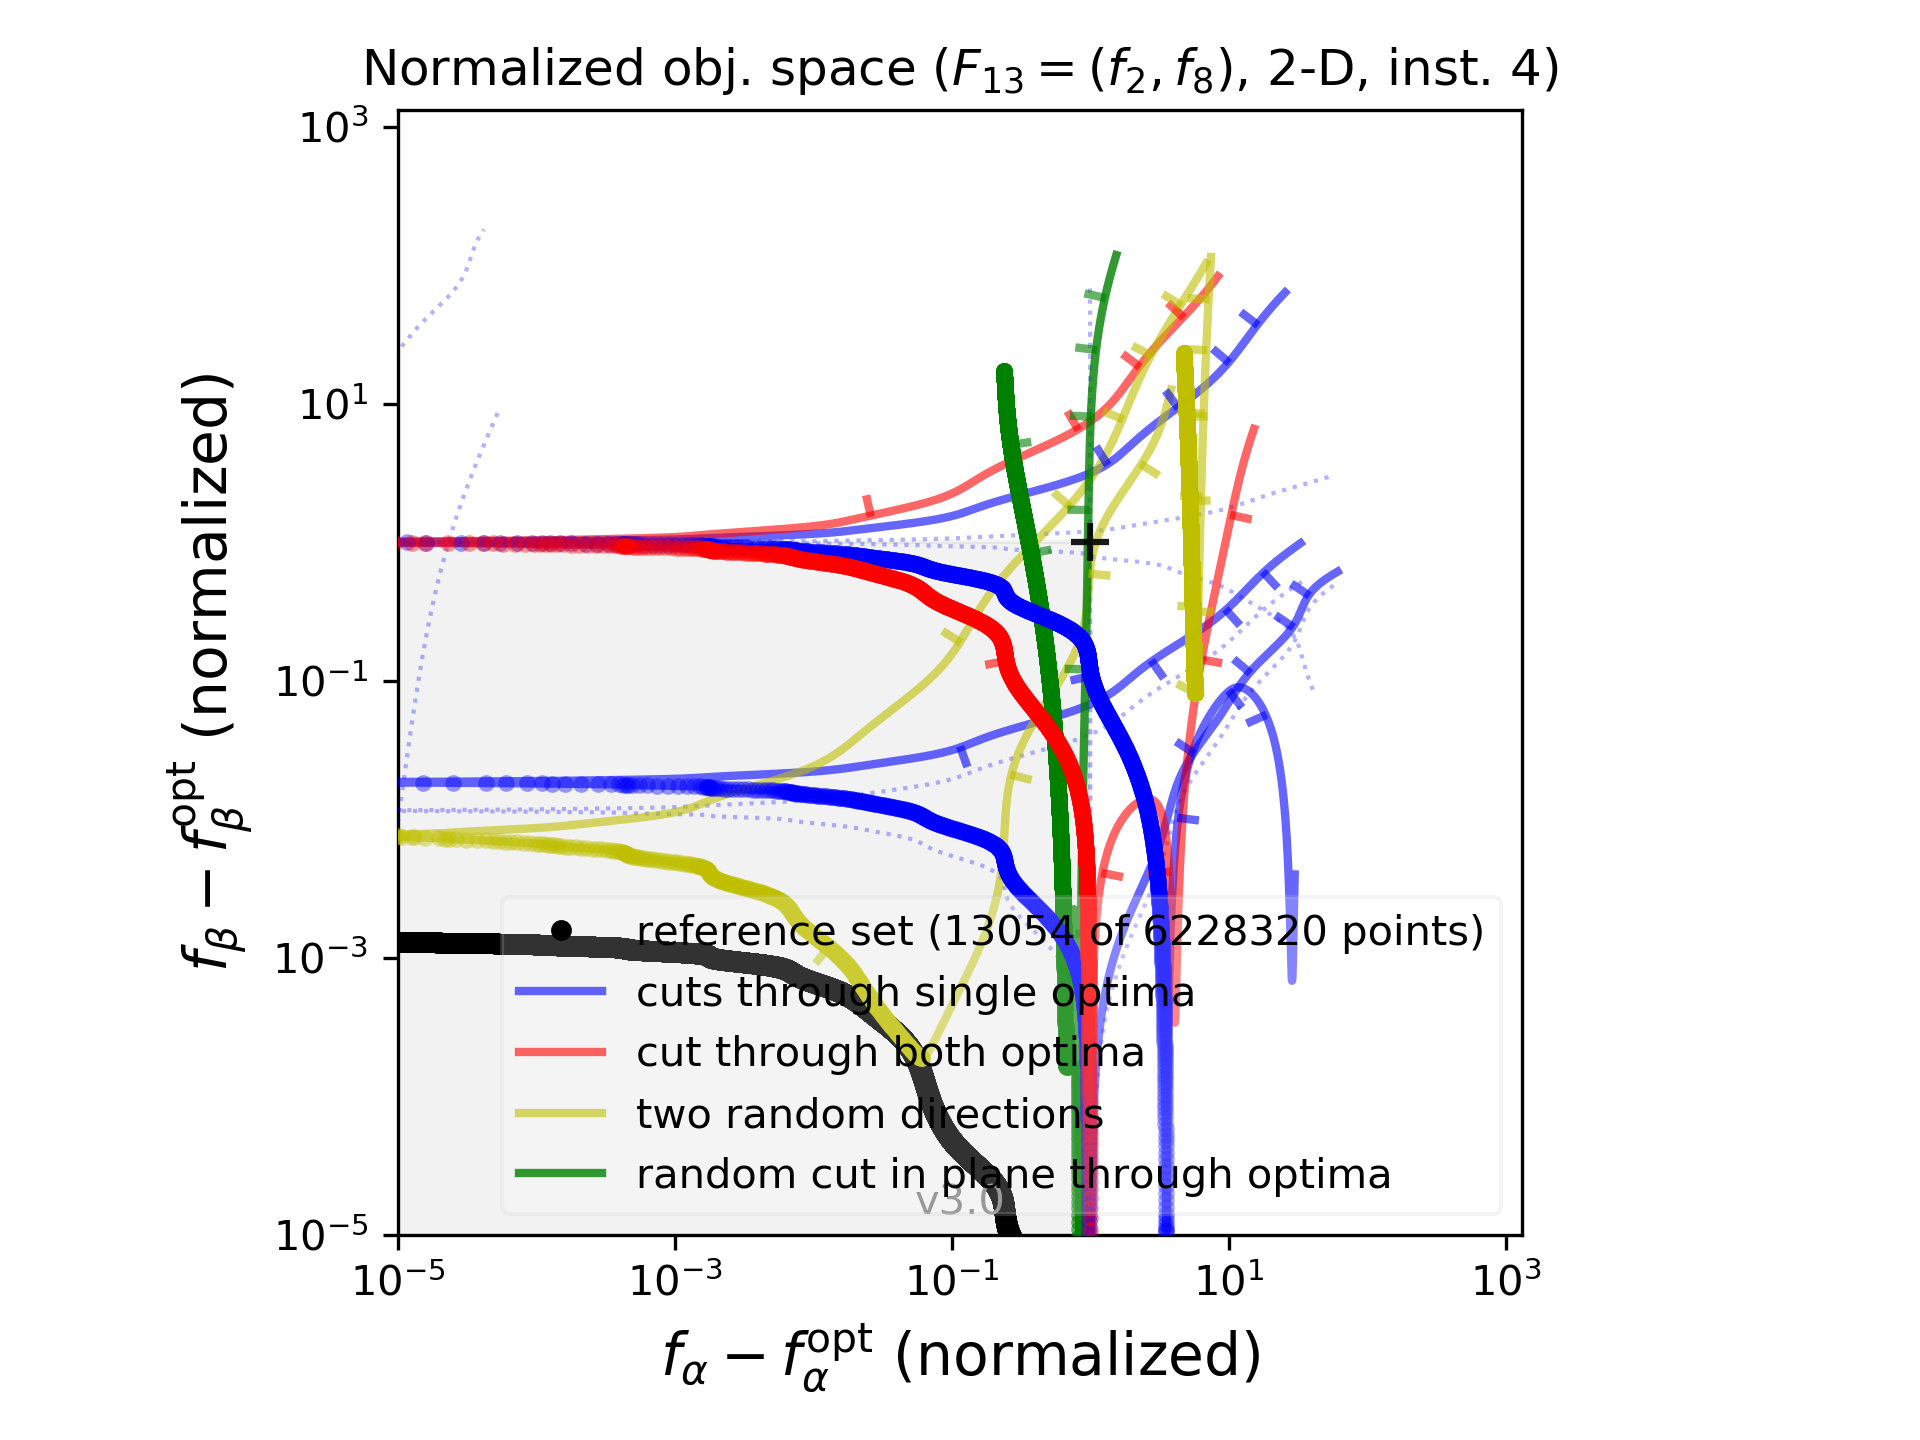 Normalized obj. space ($F_{13} = (f_2, f_8)$, 2-D, inst. 4)
$10^3$
$10^1$
$10^{-1}$
$10^{-3}$
$10^{-5}$
$f_\beta - f_\beta^{\mathrm{opt}}$ (normalized)
reference set (13054 of 6228320 points)
cuts through single optima
cut through both optima
two random directions
random cut in plane through optima
v3.0
$10^{-5}$
$10^{-3}$
$10^{-1}$
$10^1$
$10^3$
$f_\alpha - f_\alpha^{\mathrm{opt}}$ (normalized)